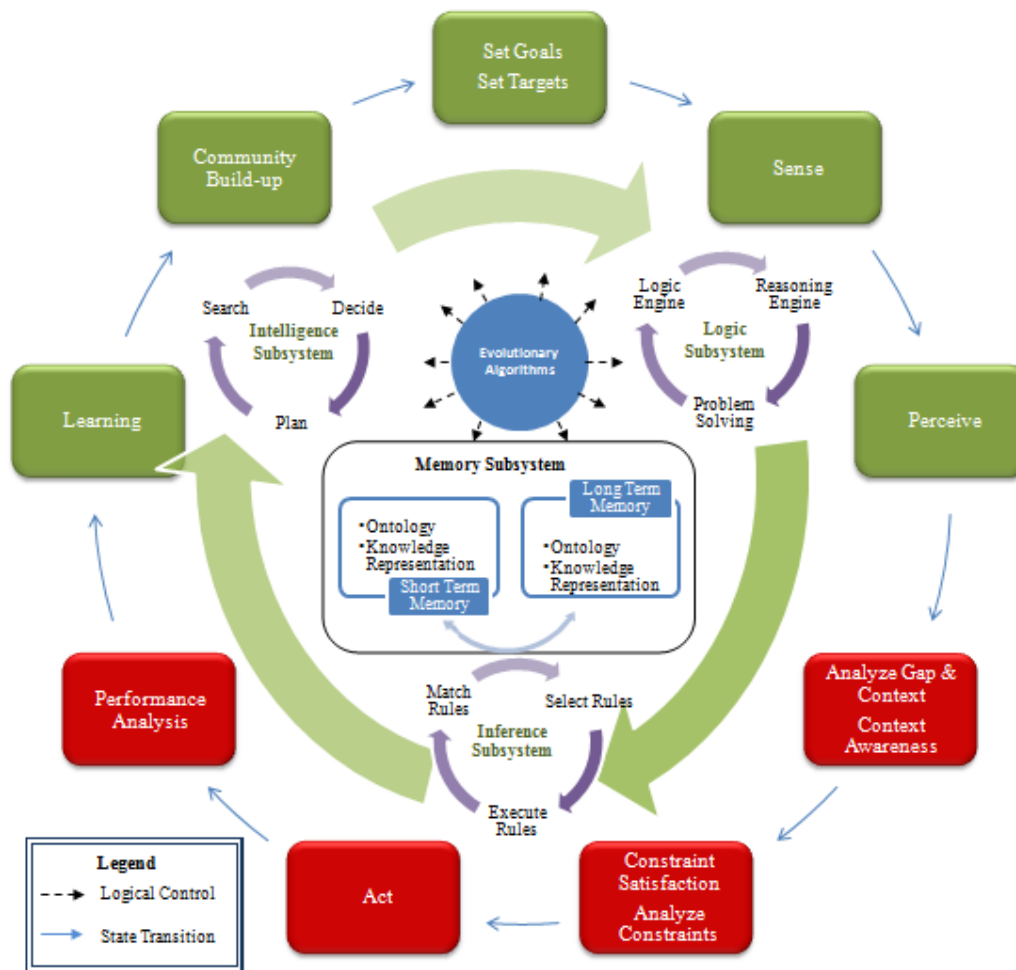 Set Goals
Set Targets
Community
Build-up
Sense
Search
Decide
Intelligence
Subsystem
Plan
Evolutionary
Algorithms
Logic
Engine
Reasoning
Engine
Logic
Subsystem
Problem
Solving
Learning
Perceive
Memory Subsystem
•Ontology
•Knowledge
Representation
Short Term
Memory
Long Term
Memory
•Ontology
•Knowledge
Representation
Match
Rules
Select Rules
Inference
Subsystem
Execute
Rules
Performance
Analysis
Analyze Gap &
Context
Context
Awareness
Act
Constraint
Satisfaction
Analyze
Constraints
Legend
Logical Control
State Transition